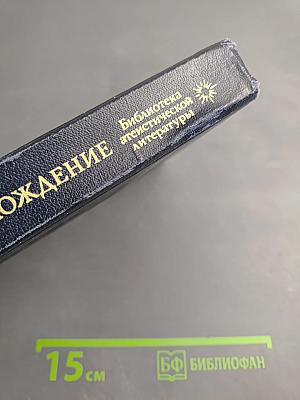 ОЖДЕНИЕ
Библиотека
атеистической
литературы
15 см
БФ БИБЛИОФАН